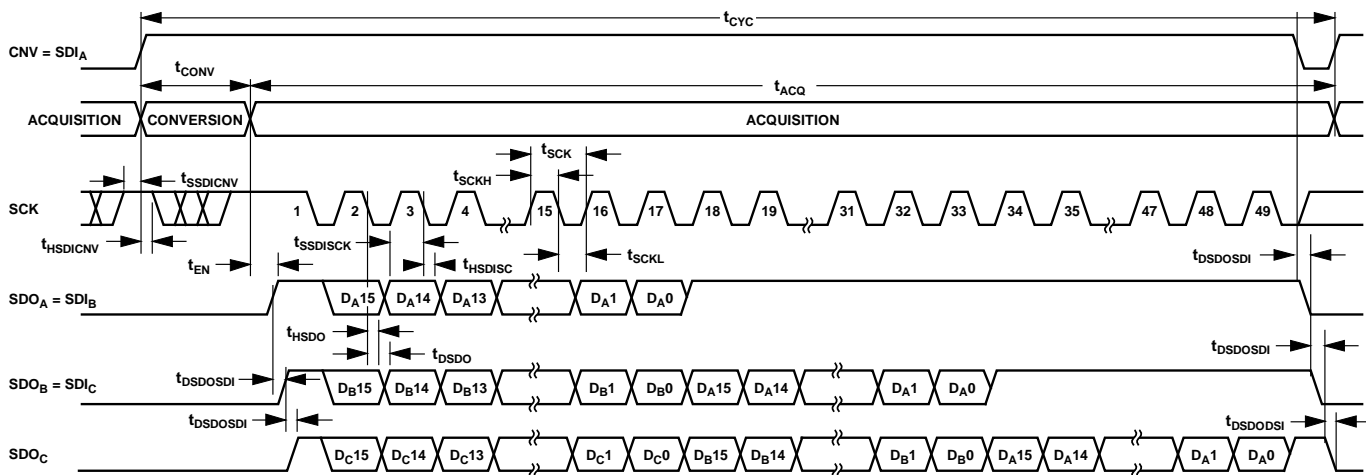 tCYC
CNV = SDIA
tCONV
tACQ
ACQUISITION CONVERSION ACQUISITION
tSCK
tSSDICNV
tSCKH
SCK
1 2 3 4 15 16 17 18 19 31 32 33 34 35 47 48 49
tHSDICNV
tSSDISCK
tEN
tHSDISC
tSCKL
tDSDOSDI
SDOA = SDIB
DA15 DA14 DA13 DA1 DA0
tHSDO
tDSDO
tDSDOSDI
tDSDOSDI
SDOB = SDIC
DB15 DB14 DB13 DB1 DB0 DA15 DA14 DA1 DA0
tDSDOSDI
tDSDODSI
SDOC
DC15 DC14 DC13 DC1 DC0 DB15 DB14 DB1 DB0 DA15 DA14 DA1 DA0